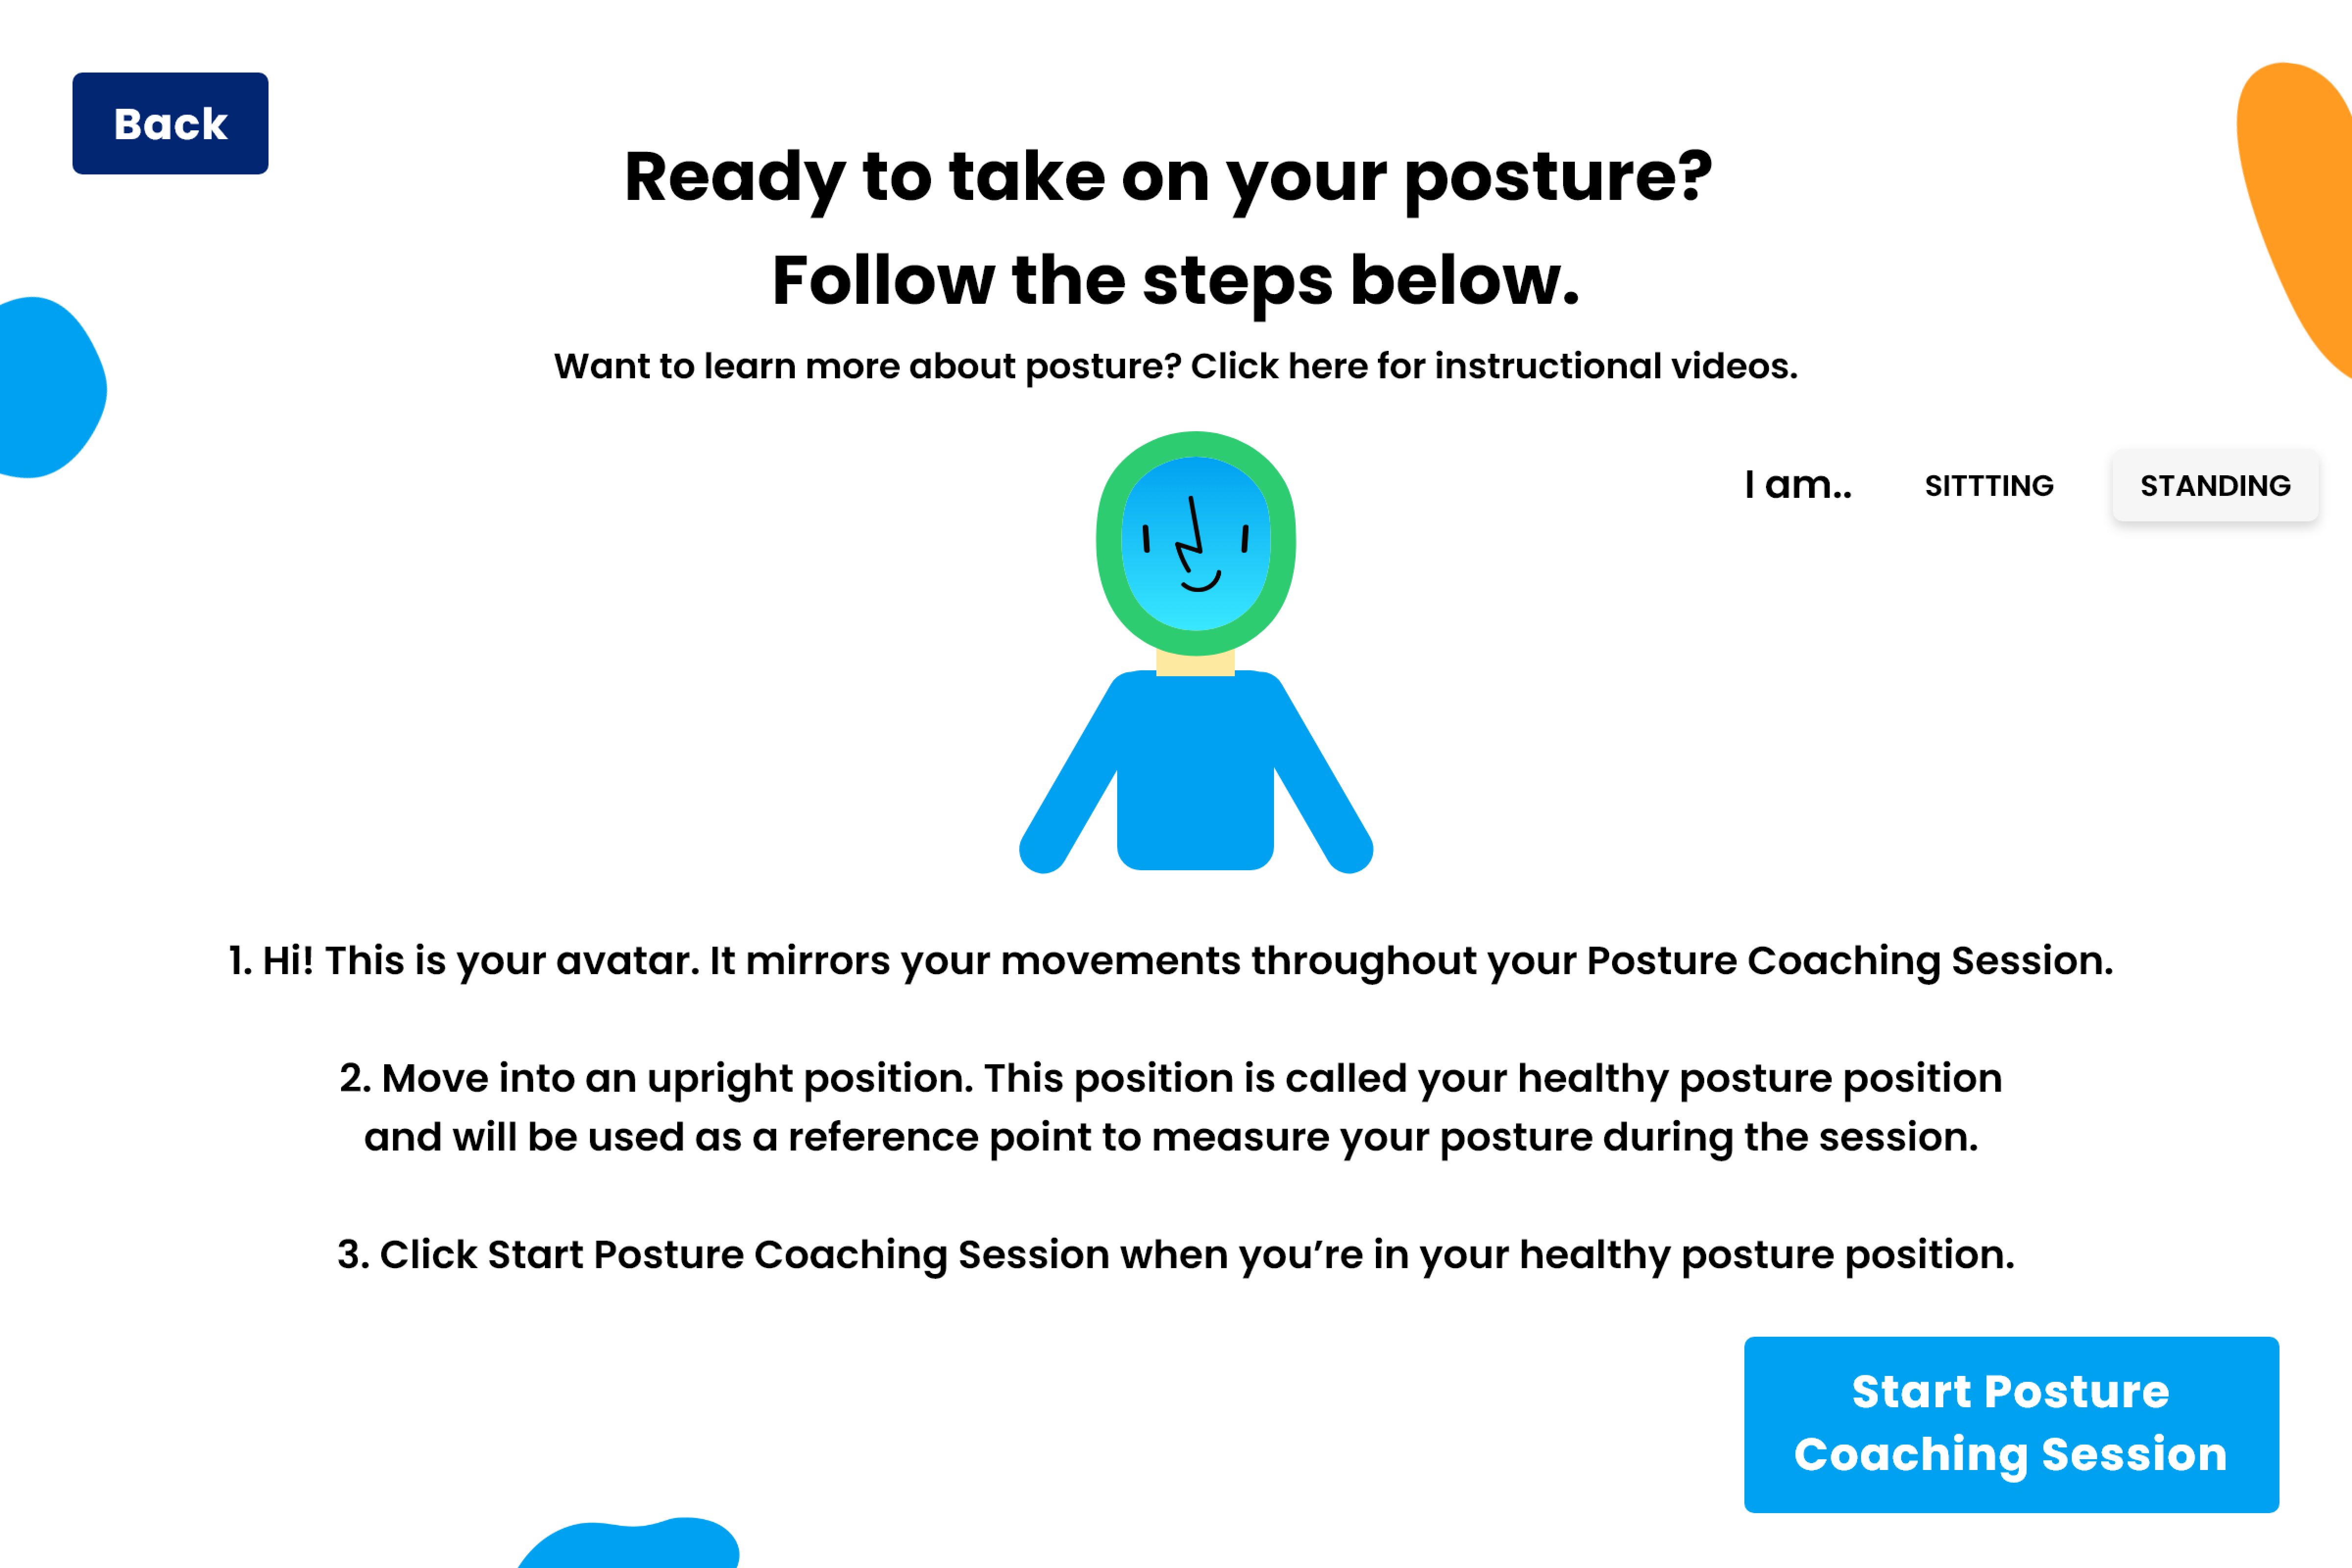 Back
Ready to take on your posture?
Follow the steps below.
Want to learn more about posture? Click here for instructional videos.
I am.. SITTTING STANDING
1. Hi! This is your avatar. It mirrors your movements throughout your Posture Coaching Session.
2. Move into an upright position. This position is called your healthy posture position
and will be used as a reference point to measure your posture during the session.
3. Click Start Posture Coaching Session when you’re in your healthy posture position.
Start Posture
Coaching Session